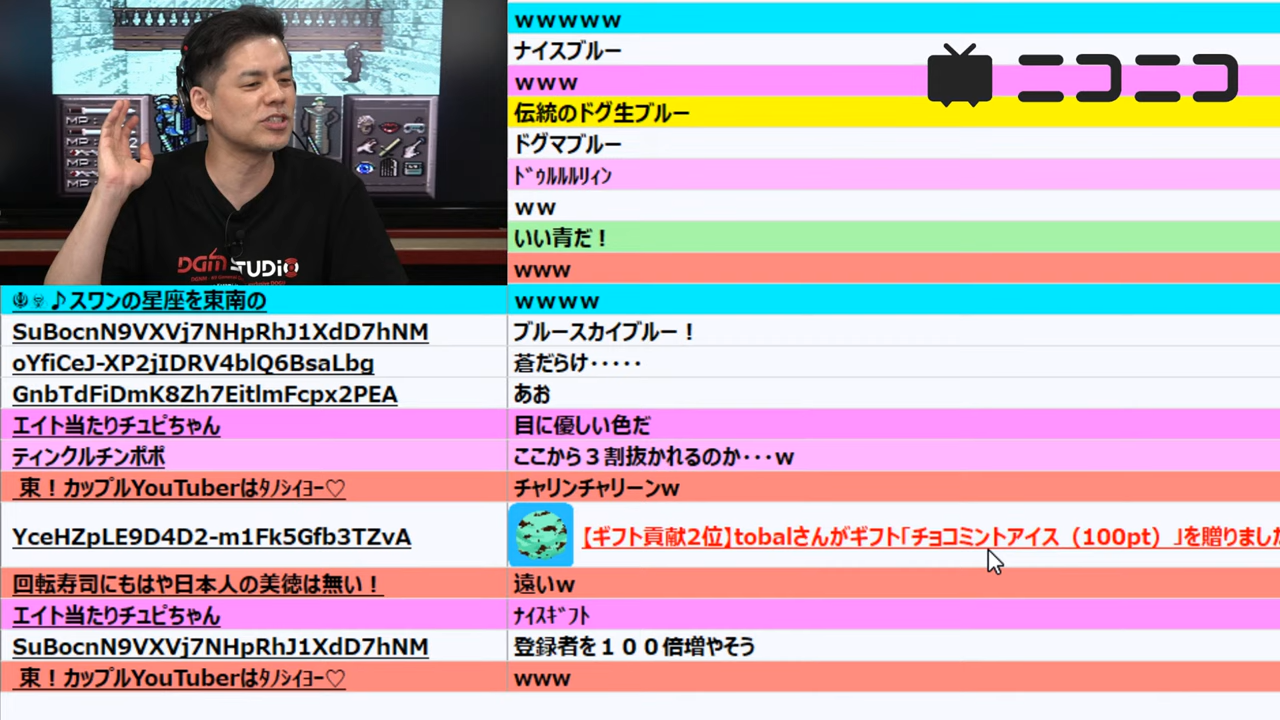 wwwww
ナイスブルー
ニコニコ
www
伝統のドグ生ブルー
ドグマブルー
ﾄﾞｩﾙﾙﾙﾘｨﾝ
ww
いい青だ！
www
MP:
MP:
DGM STUDiO
♪スワンの星座を東南の
wwww
SuBocnN9VXVj7NHpRhJ1XdD7hNM
ブルースカイブルー！
oYfiCeJ-XP2jIDRV4blQ6BsaLbg
蒼だらけ･････
GnbTdFiDmK8Zh7EitlmFcpx2PEA
あお
エイト当たりチュピちゃん
目に優しい色だ
ティンクルチンポポ
ここから３割抜かれるのか･･･w
東！カップルYouTuberはﾀﾉｼｲﾖｰ♡
チャリンチャリーンw
YceHZpLE9D4D2-m1Fk5Gfb3TZvA
【ギフト貢献2位】tobalさんがギフト「チョコミントアイス（100pt）」を贈りました
回転寿司にもはや日本人の美徳は無い！
遠いw
エイト当たりチュピちゃん
ﾅｲｽｷﾞﾌﾄ
SuBocnN9VXVj7NHpRhJ1XdD7hNM
登録者を１００倍増やそう
東！カップルYouTuberはﾀﾉｼｲﾖｰ♡
www